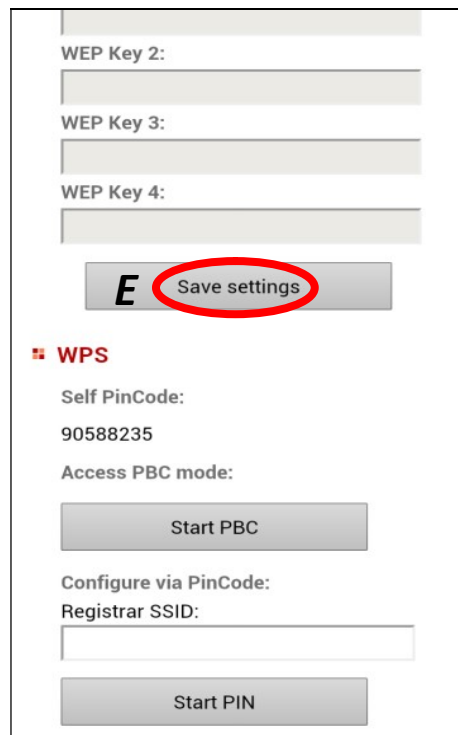 WEP Key 2:
WEP Key 3:
WEP Key 4:
E Save settings
WPS
Self PinCode:
90588235
Access PBC mode:
Start PBC
Configure via PinCode:
Registrar SSID:
Start PIN